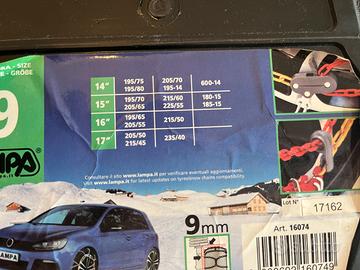 - SIZE
- GRÖBE
14" 195/75 205/70 600-14
195/80 195-14
15" 195/70 215/60 180-15
205/65 225/55 185-15
16" 195/65 215/50
205/55
17" 205/50 235/40
215/45
9
LAMPA
Consultare il sito www.lampa.it per verificare eventuali aggiornamenti.
Visit www.lampa.it for latest updates on tyres/snow chains compatibility.
Lot N° 17162
9mm
Art. 16074
LAMPA
160749